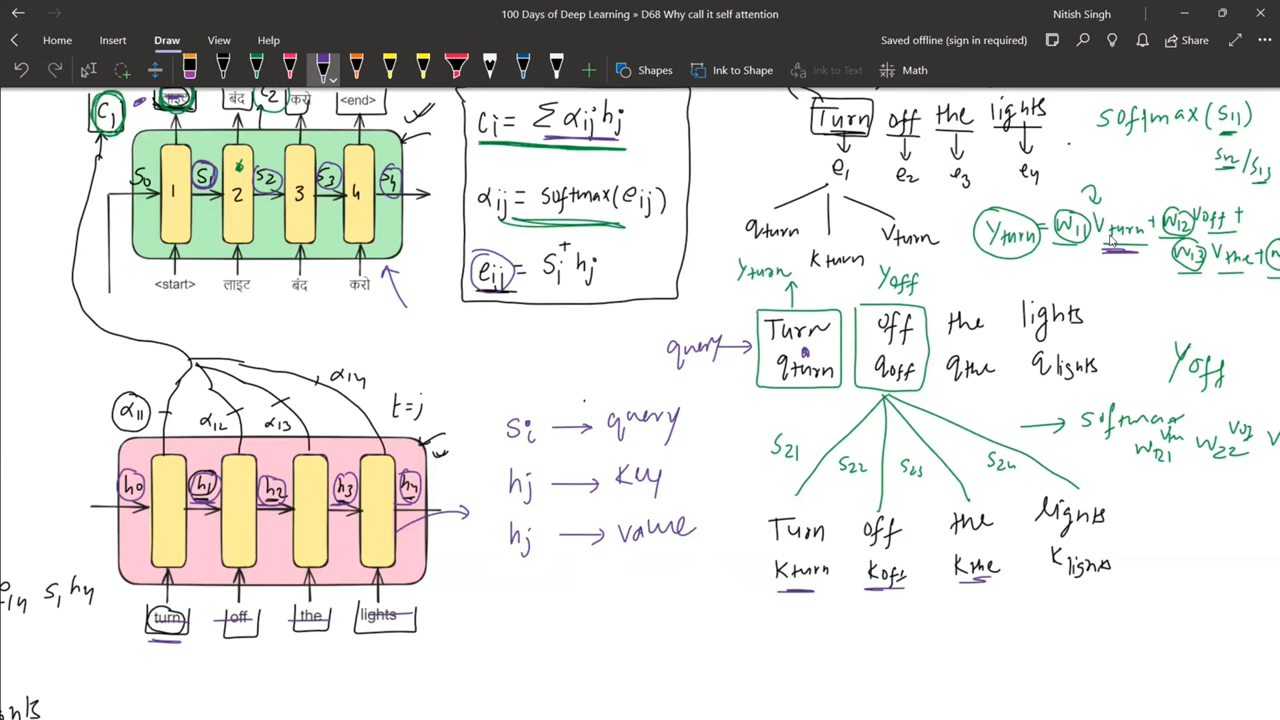 100 Days of Deep Learning » D68 Why call it self attention
Nitish Singh
Home Insert Draw View Help
Saved offline (sign in required)
Share
Shapes
Ink to Shape
Ink to Text
Math
C1
C2
बंद
करो
<end>
S0 S1 S2 S3 S4
1 2 3 4
<start> लाइट बंद करो
Ci = Σ αij hj
αij = softmax(eij)
eij = Si^T hj
α11 α12 α13 α14
t=j
h0 h1 h2 h3 h4
turn off the lights
S1 h4
Si → query
hj → key
hj → value
Turn off the lights
e1 e2 e3 e4
qturn kturn vturn
softmax(S11)
S12/S13
Yturn = W11 Vturn + W12 Voff +
W13 Vthe +
Yturn Yoff
query →
Turn off the lights
qturn qoff qthe qlights
Yoff
S21 S22 S23 S24
→ softmax
W21 W22
Turn off the lights
Kturn Koff Kthe Klights